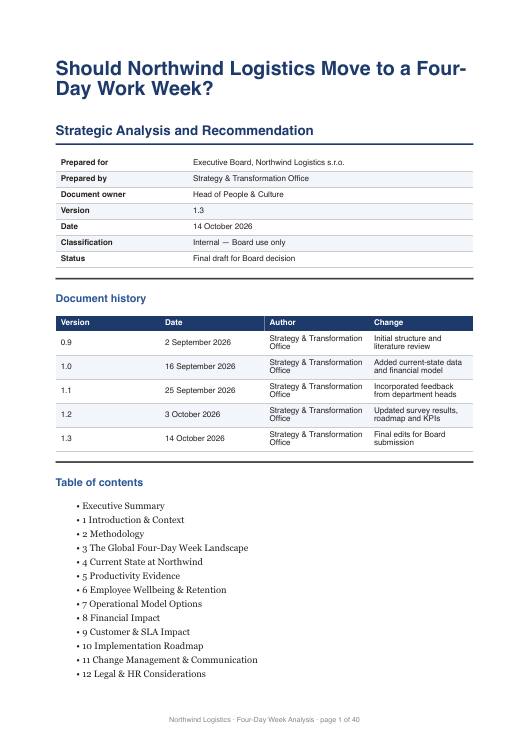 Should Northwind Logistics Move to a Four-
Day Work Week?
Strategic Analysis and Recommendation
Prepared for Executive Board, Northwind Logistics s.r.o.
Prepared by Strategy & Transformation Office
Document owner Head of People & Culture
Version 1.3
Date 14 October 2026
Classification Internal — Board use only
Status Final draft for Board decision
Document history
Version Date Author Change
0.9 2 September 2026 Strategy & Transformation Office Initial structure and literature review
1.0 16 September 2026 Strategy & Transformation Office Added current-state data and financial model
1.1 25 September 2026 Strategy & Transformation Office Incorporated feedback from department heads
1.2 3 October 2026 Strategy & Transformation Office Updated survey results, roadmap and KPIs
1.3 14 October 2026 Strategy & Transformation Office Final edits for Board submission
Table of contents
• Executive Summary
• 1 Introduction & Context
• 2 Methodology
• 3 The Global Four-Day Week Landscape
• 4 Current State at Northwind
• 5 Productivity Evidence
• 6 Employee Wellbeing & Retention
• 7 Operational Model Options
• 8 Financial Impact
• 9 Customer & SLA Impact
• 10 Implementation Roadmap
• 11 Change Management & Communication
• 12 Legal & HR Considerations
Northwind Logistics · Four-Day Week Analysis · page 1 of 40